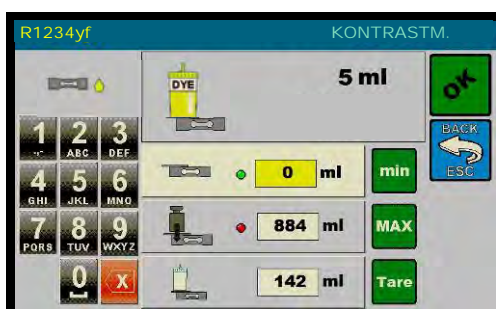 R1234yf KONTRASTM.
DYE 5 ml OK
BACK
ESC
1 2 ABC 3 DEF
4 GHI 5 JKL 6 MNO
7 PQRS 8 TUV 9 WXYZ
0 X
0 ml min
884 ml MAX
142 ml Tare